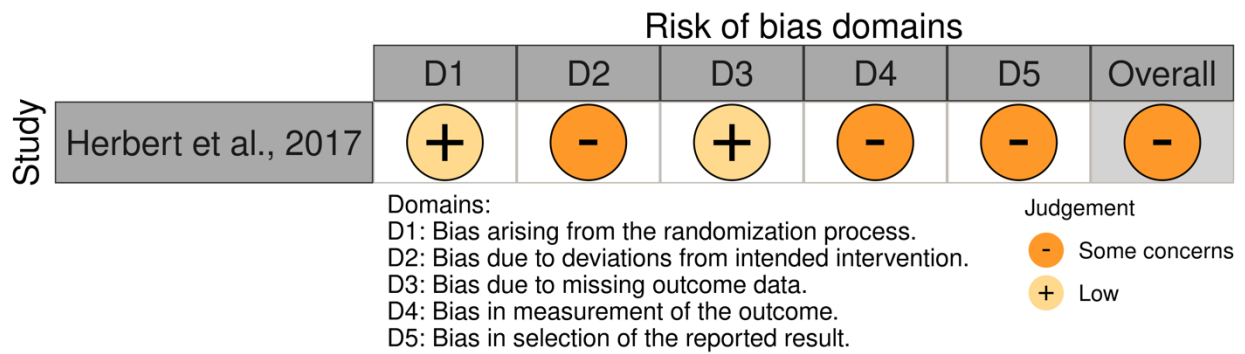 Risk of bias domains
D1 D2 D3 D4 D5 Overall
Study
Herbert et al., 2017 + - + - - -
Domains:
D1: Bias arising from the randomization process.
D2: Bias due to deviations from intended intervention.
D3: Bias due to missing outcome data.
D4: Bias in measurement of the outcome.
D5: Bias in selection of the reported result.
Judgement
- Some concerns
+ Low